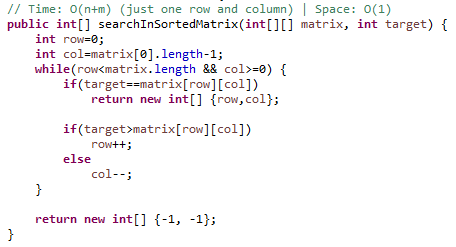 // Time: O(n+m) (just one row and column) | Space: O(1)
public int[] searchInSortedMatrix(int[][] matrix, int target) {
    int row=0;
    int col=matrix[0].length-1;
    while(row<matrix.length && col>=0) {
        if(target==matrix[row][col])
            return new int[] {row,col};

        if(target>matrix[row][col])
            row++;
        else
            col--;
    }

    return new int[] {-1, -1};
}